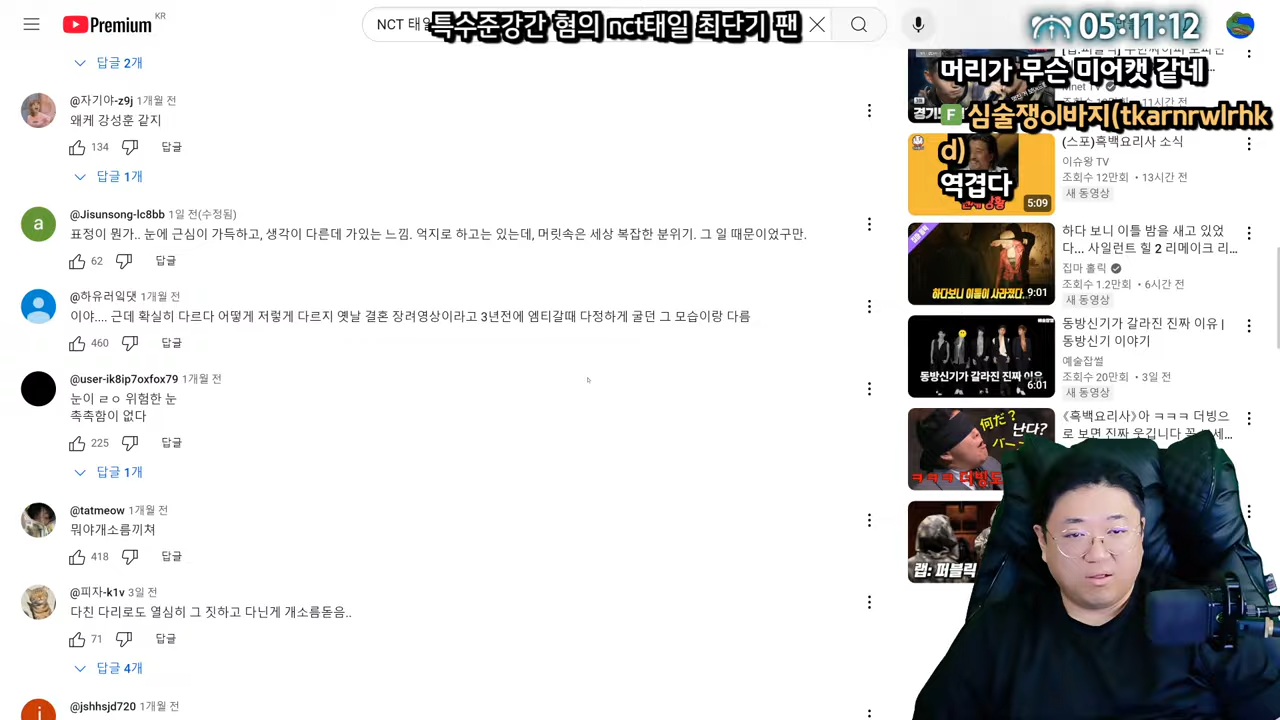 Premium KR
NCT 태일
특수준강간 혐의 nct태일 최단기 팬
05:11:12
답글 2개
@자기야-z9j 1개월 전
왜케 강성훈 같지
134 답글
답글 1개
a
@Jisunsong-lc8bb 1일 전(수정됨)
표정이 뭔가.. 눈에 근심이 가득하고, 생각이 다른데 가있는 느낌. 억지로 하고는 있는데, 머릿속은 세상 복잡한 분위기. 그 일 때문이었구만.
62 답글
@하유러잌댓 1개월 전
이야.... 근데 확실히 다르다 어떻게 저렇게 다르지 옛날 결혼 장려영상이라고 3년전에 엠티갈때 다정하게 굴던 그 모습이랑 다름
460 답글
@user-ik8ip7oxfox79 1개월 전
눈이 ㄹㅇ 위험한 눈
촉촉함이 없다
225 답글
답글 1개
@tatmeow 1개월 전
뭐야개소름끼쳐
418 답글
@피자-k1v 3일 전
다친 다리로도 열심히 그 짓하고 다닌게 개소름돋음..
71 답글
답글 4개
i
@jshhsjd720 1개월 전
머리가 무슨 미어캣 같네
Mnet TV
11시간 전
F 심술쟁이바지(tkarnrwlrhk
d)
역겹다
5:09
(스포)흑백요리사 소식
이슈왕 TV
조회수 12만회 • 13시간 전
새 동영상
하다보니 이틀이 사라졌다..
9:01
하다 보니 이틀 밤을 새고 있었
다... 사일런트 힐 2 리메이크 리...
집마 홀릭
조회수 1.2만회 • 6시간 전
새 동영상
예술잡썰
동방신기가 갈라진 진짜 이유
6:01
동방신기가 갈라진 진짜 이유 |
동방신기 이야기
예술잡썰
조회수 20만회 • 3일 전
새 동영상
何だ?
난다?
ㅋㅋㅋ 더빙
《흑백요리사》아 ㅋㅋㅋ 더빙으
로 보면 진짜 웃깁니다
랩: 퍼블릭